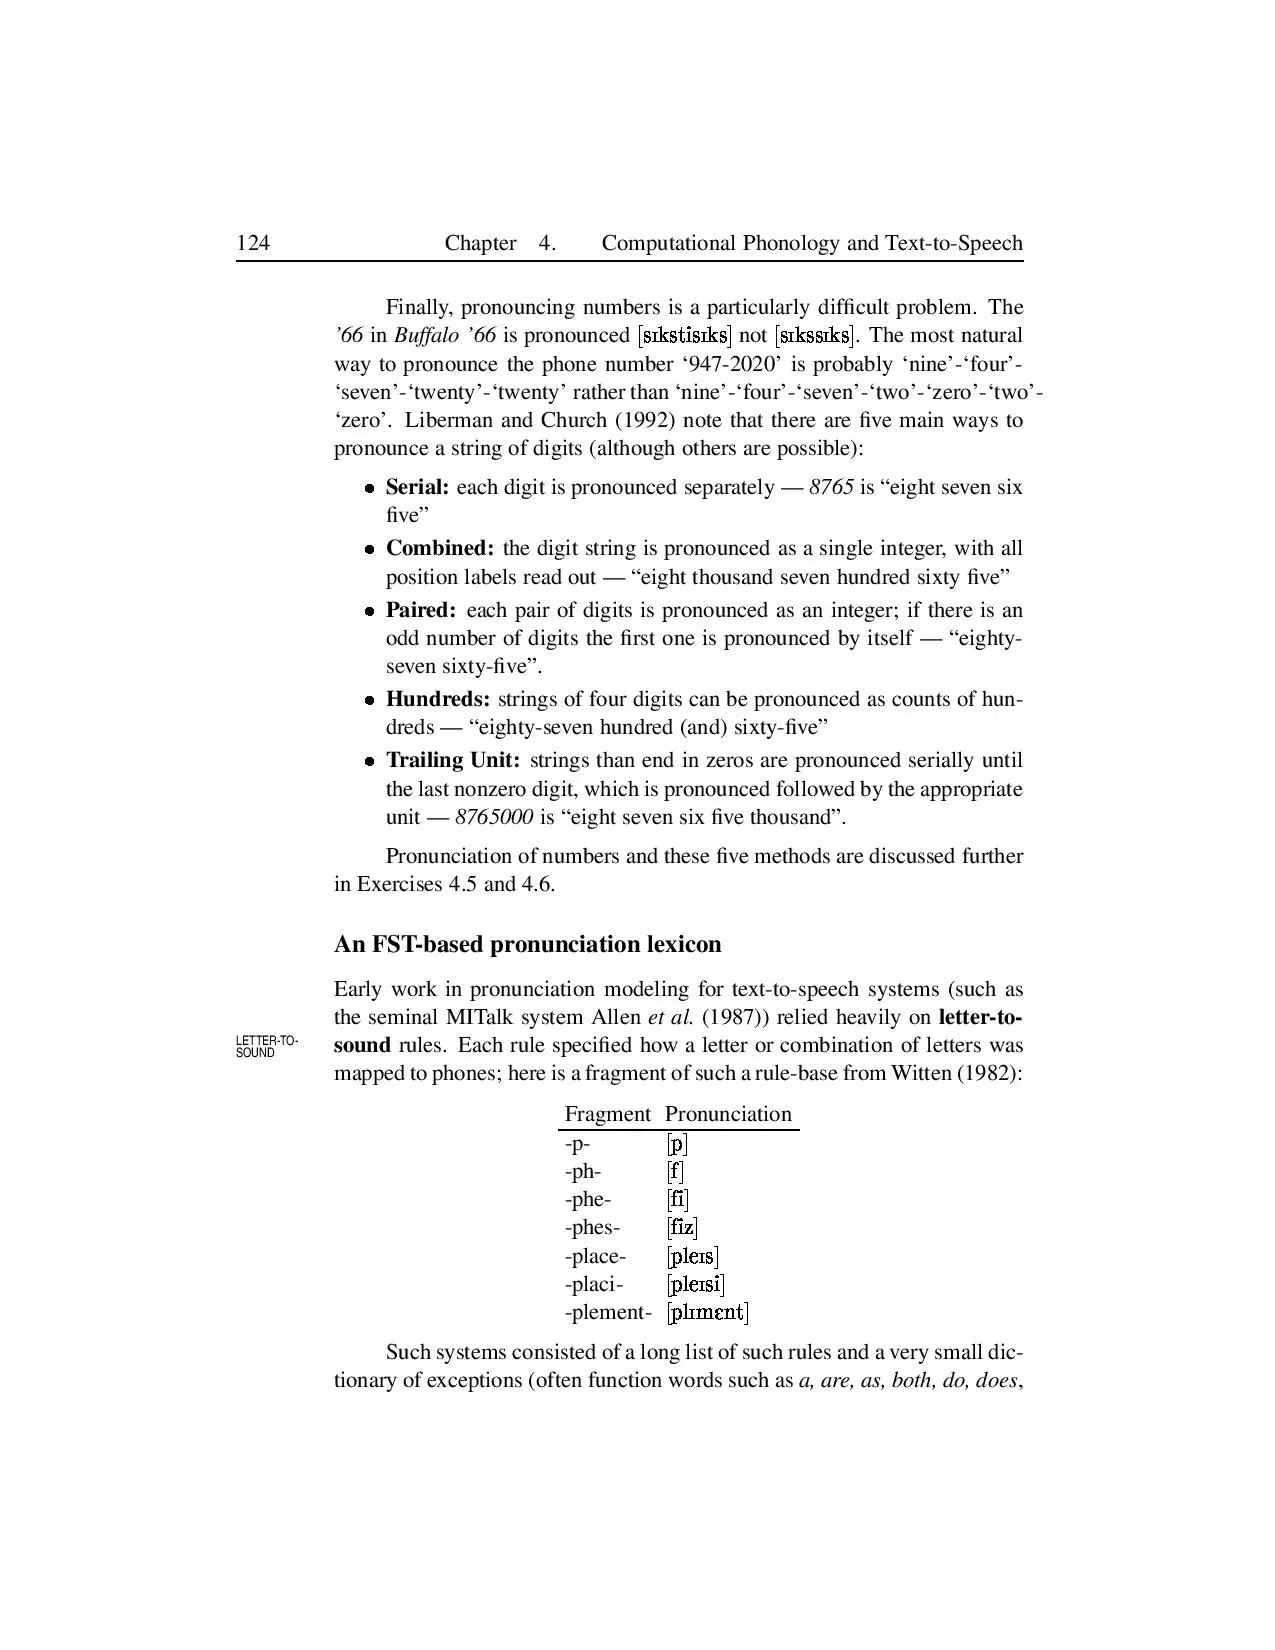 124 Chapter 4. Computational Phonology and Text-to-Speech
Finally, pronouncing numbers is a particularly difficult problem. The
’66 in Buffalo ’66 is pronounced [sɪkstisɪks] not [sɪkssɪks]. The most natural
way to pronounce the phone number ‘947-2020’ is probably ‘nine’-‘four’-
‘seven’-‘twenty’-‘twenty’ rather than ‘nine’-‘four’-‘seven’-‘two’-‘zero’-‘two’-
‘zero’. Liberman and Church (1992) note that there are five main ways to
pronounce a string of digits (although others are possible):
• Serial: each digit is pronounced separately — 8765 is “eight seven six
five”
• Combined: the digit string is pronounced as a single integer, with all
position labels read out — “eight thousand seven hundred sixty five”
• Paired: each pair of digits is pronounced as an integer; if there is an
odd number of digits the first one is pronounced by itself — “eighty-
seven sixty-five”.
• Hundreds: strings of four digits can be pronounced as counts of hun-
dreds — “eighty-seven hundred (and) sixty-five”
• Trailing Unit: strings than end in zeros are pronounced serially until
the last nonzero digit, which is pronounced followed by the appropriate
unit — 8765000 is “eight seven six five thousand”.
Pronunciation of numbers and these five methods are discussed further
in Exercises 4.5 and 4.6.
An FST-based pronunciation lexicon
Early work in pronunciation modeling for text-to-speech systems (such as
the seminal MITalk system Allen et al. (1987)) relied heavily on letter-to-
LETTER-TO-
SOUND
sound rules. Each rule specified how a letter or combination of letters was
mapped to phones; here is a fragment of such a rule-base from Witten (1982):
Fragment Pronunciation
-p- [p]
-ph- [f]
-phe- [fi]
-phes- [fiz]
-place- [pleɪs]
-placi- [pleɪsi]
-plement- [plɪmɛnt]
Such systems consisted of a long list of such rules and a very small dic-
tionary of exceptions (often function words such as a, are, as, both, do, does,